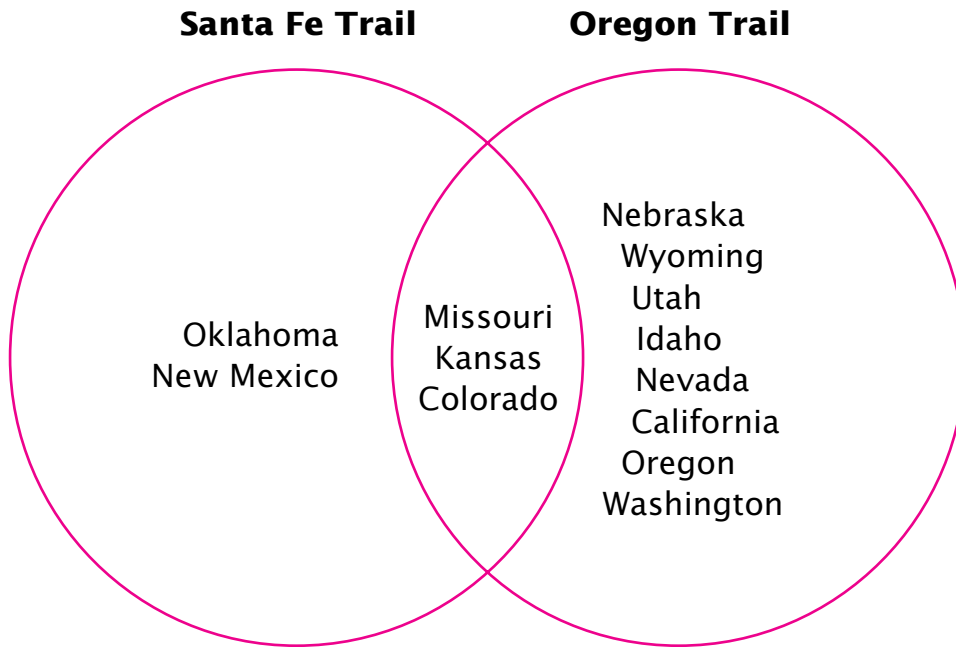 Santa Fe Trail
Oregon Trail
Oklahoma
New Mexico
Missouri
Kansas
Colorado
Nebraska
Wyoming
Utah
Idaho
Nevada
California
Oregon
Washington